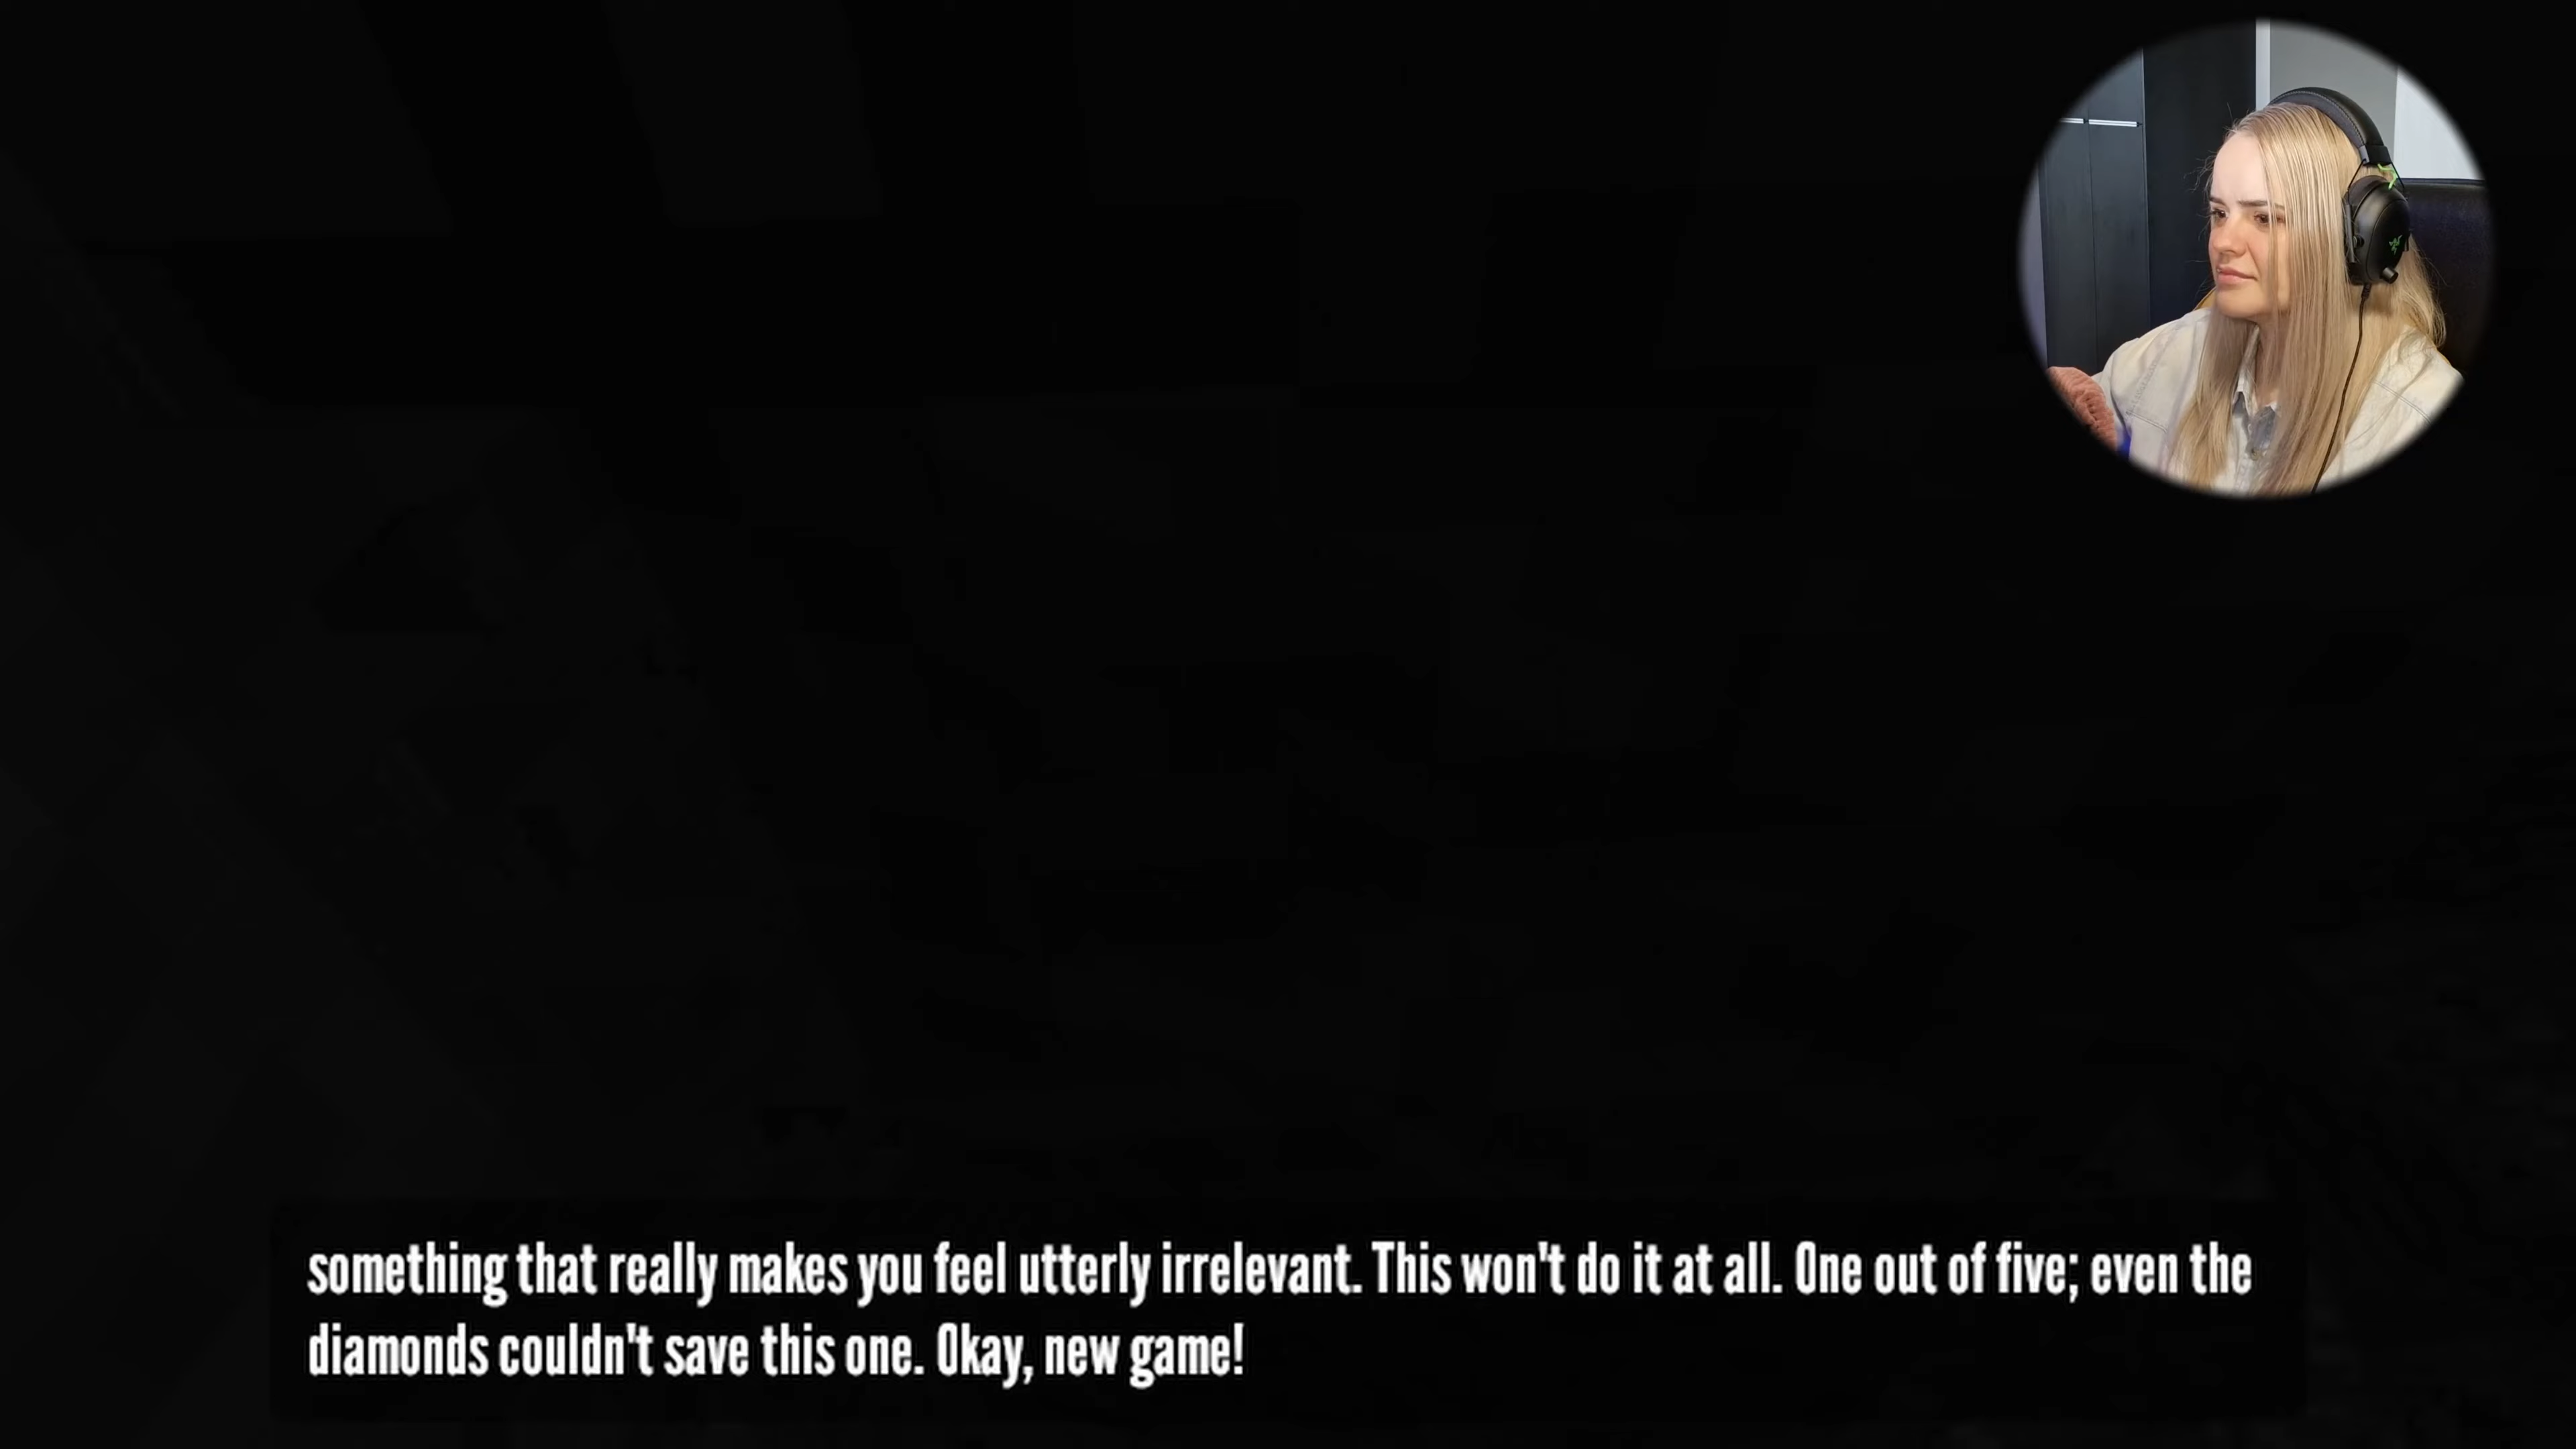 something that really makes you feel utterly irrelevant. This won't do it at all. One out of five; even the
diamonds couldn't save this one. Okay, new game!